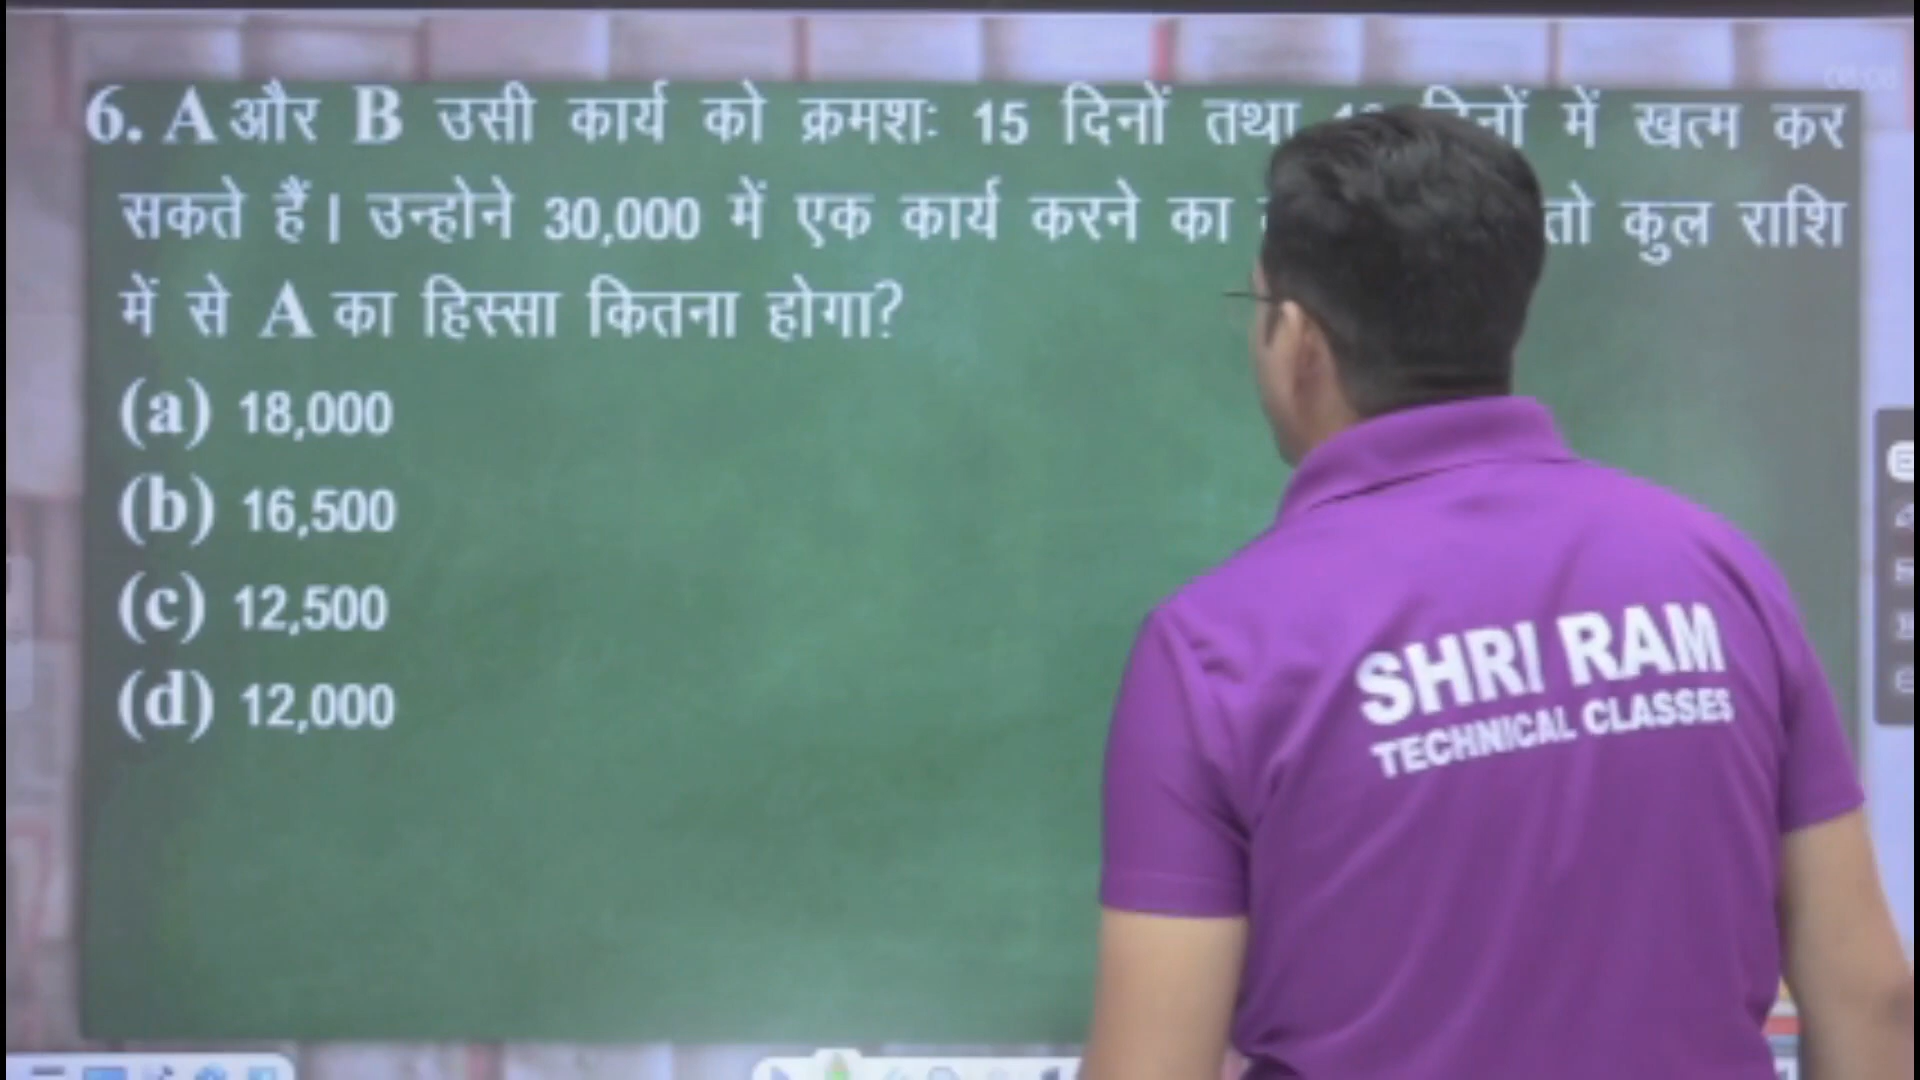 6. A और B उसी कार्य को क्रमशः 15 दिनों तथा दिनों में खत्म कर
सकते हैं। उन्होने 30,000 में एक कार्य करने का तो कुल राशि
में से A का हिस्सा कितना होगा?
(a) 18,000
(b) 16,500
(c) 12,500
(d) 12,000
SHRI RAM
TECHNICAL CLASSES